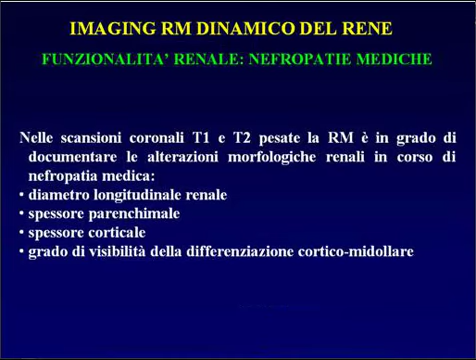 IMAGING RM DINAMICO DEL RENE
FUNZIONALITA’ RENALE: NEFROPATIE MEDICHE
Nelle scansioni coronali T1 e T2 pesate la RM è in grado di
documentare le alterazioni morfologiche renali in corso di
nefropatia medica:
• diametro longitudinale renale
• spessore parenchimale
• spessore corticale
• grado di visibilità della differenziazione cortico-midollare